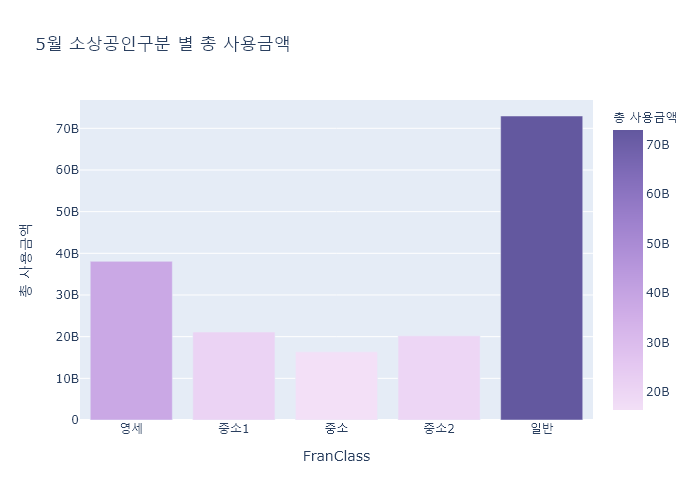 5월 소상공인구분 별 총 사용금액
총 사용금액
70B
60B
50B
40B
30B
20B
10B
0
영세
중소1
중소
중소2
일반
FranClass
총 사용금액
70B
60B
50B
40B
30B
20B